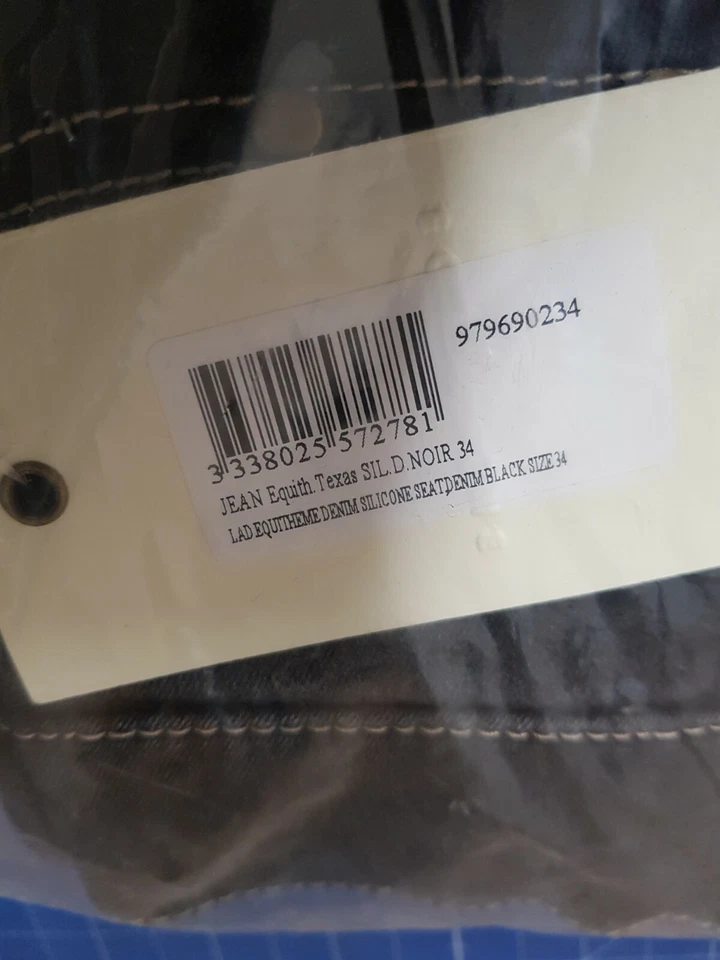 979690234
3 338025 572781
JEAN Equith.Texas SIL.D.NOIR 34
LAD EQUITHEME DENIM SILICONE SEAT,DENIM BLACK SIZE 34